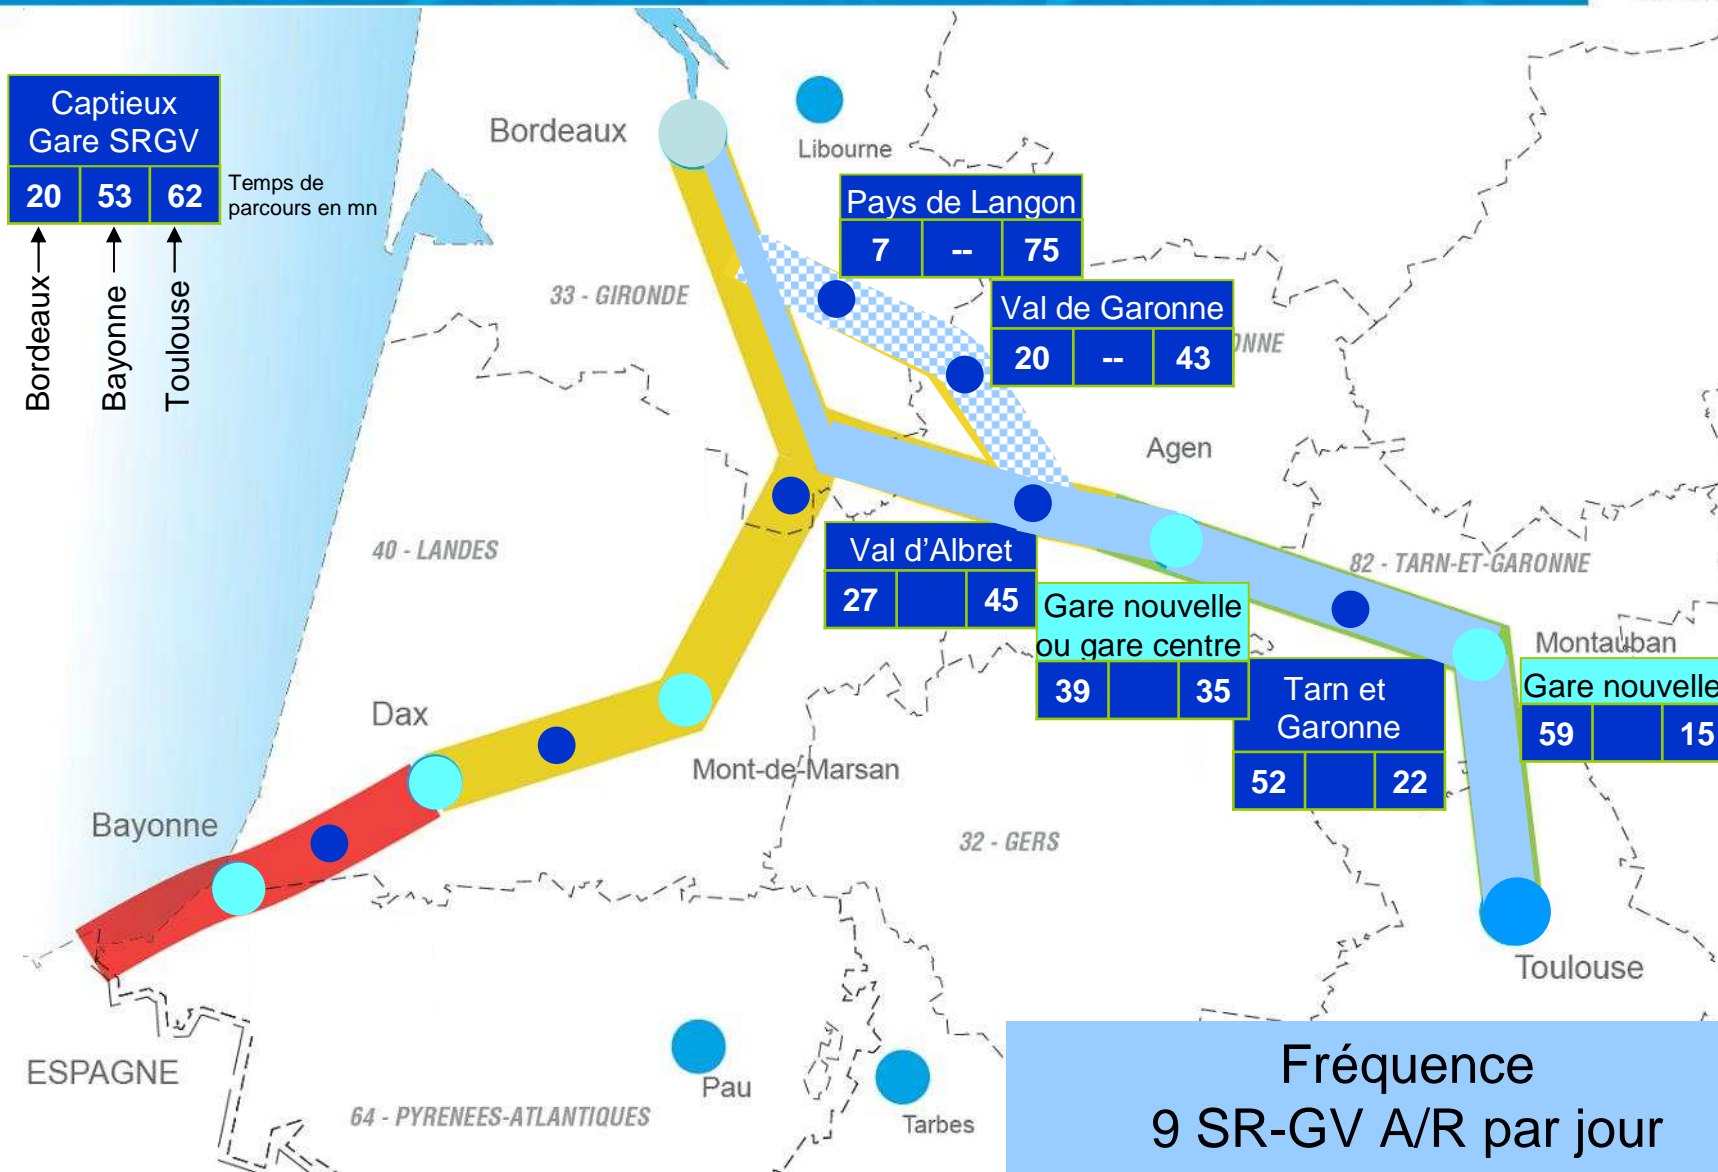 Captieux
Gare SRGV
20 53 62
Temps de
parcours en mn
Bordeaux
Bayonne
Toulouse
Bordeaux
Libourne
Pays de Langon
7 -- 75
33 - GIRONDE
Val de Garonne
20 -- 43
ONNE
Agen
40 - LANDES
Val d'Albret
27 45
82 - TARN-ET-GARONNE
Gare nouvelle
ou gare centre
39 35
Montauban
Gare nouvelle
59 15
Tarn et
Garonne
52 22
Dax
Mont-de-Marsan
Bayonne
32 - GERS
Toulouse
ESPAGNE
Pau
64 - PYRENEES-ATLANTIQUES
Tarbes
Fréquence
9 SR-GV A/R par jour